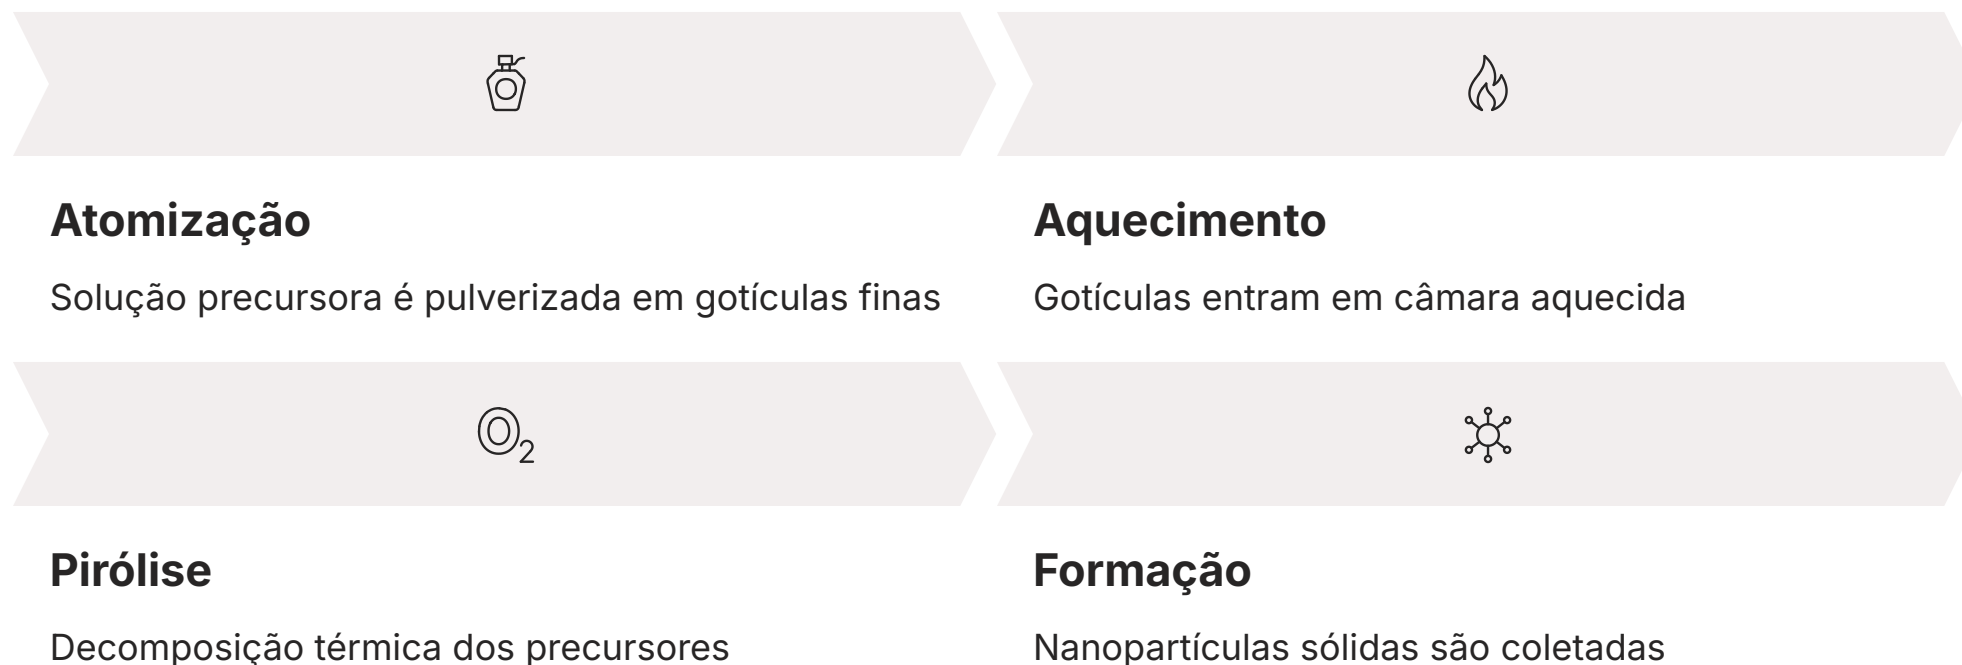 Atomização
Solução precursora é pulverizada em gotículas finas
Aquecimento
Gotículas entram em câmara aquecida
O2
Pirólise
Decomposição térmica dos precursores
Formação
Nanopartículas sólidas são coletadas